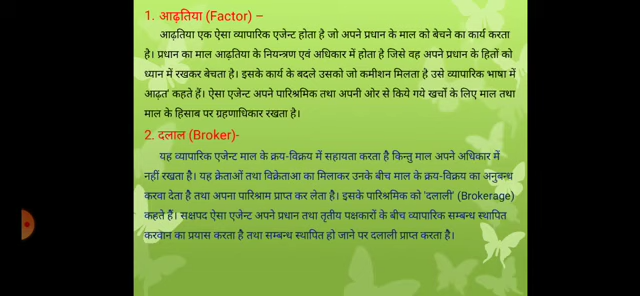 1. आढ़तिया (Factor) –
आढ़तिया एक ऐसा व्यापारिक एजेन्ट होता है जो अपने प्रधान के माल को बेचने का कार्य करता
है। प्रधान का माल आढ़तिया के नियन्त्रण एवं अधिकार में होता है जिसे वह अपने प्रधान के हितों को
ध्यान में रखकर बेचता है। इसके कार्य के बदले उसको जो कमीशन मिलता है उसे व्यापारिक भाषा में
आढ़त' कहते हैं। ऐसा एजेन्ट अपने पारिश्रमिक तथा अपनी ओर से किये गये खर्चों के लिए माल तथा
माल के हिसाब पर ग्रहणाधिकार रखता है।
2. दलाल (Broker)-
यह व्यापारिक एजेन्ट माल के क्रय-विक्रय में सहायता करता है किन्तु माल अपने अधिकार में
नहीं रखता है। यह क्रेताओं तथा विक्रेताआ का मिलाकर उनके बीच माल के क्रय-विक्रय का अनुबन्ध
करवा देता है तथा अपना पारिश्राम प्राप्त कर लेता है। इसके पारिश्रमिक को 'दलाली' (Brokerage)
कहते हैं। सक्षपद ऐसा एजेन्ट अपने प्रधान तथा तृतीय पक्षकारों के बीच व्यापारिक सम्बन्ध स्थापित
करवान का प्रयास करता है तथा सम्बन्ध स्थापित हो जाने पर दलाली प्राप्त करता है।